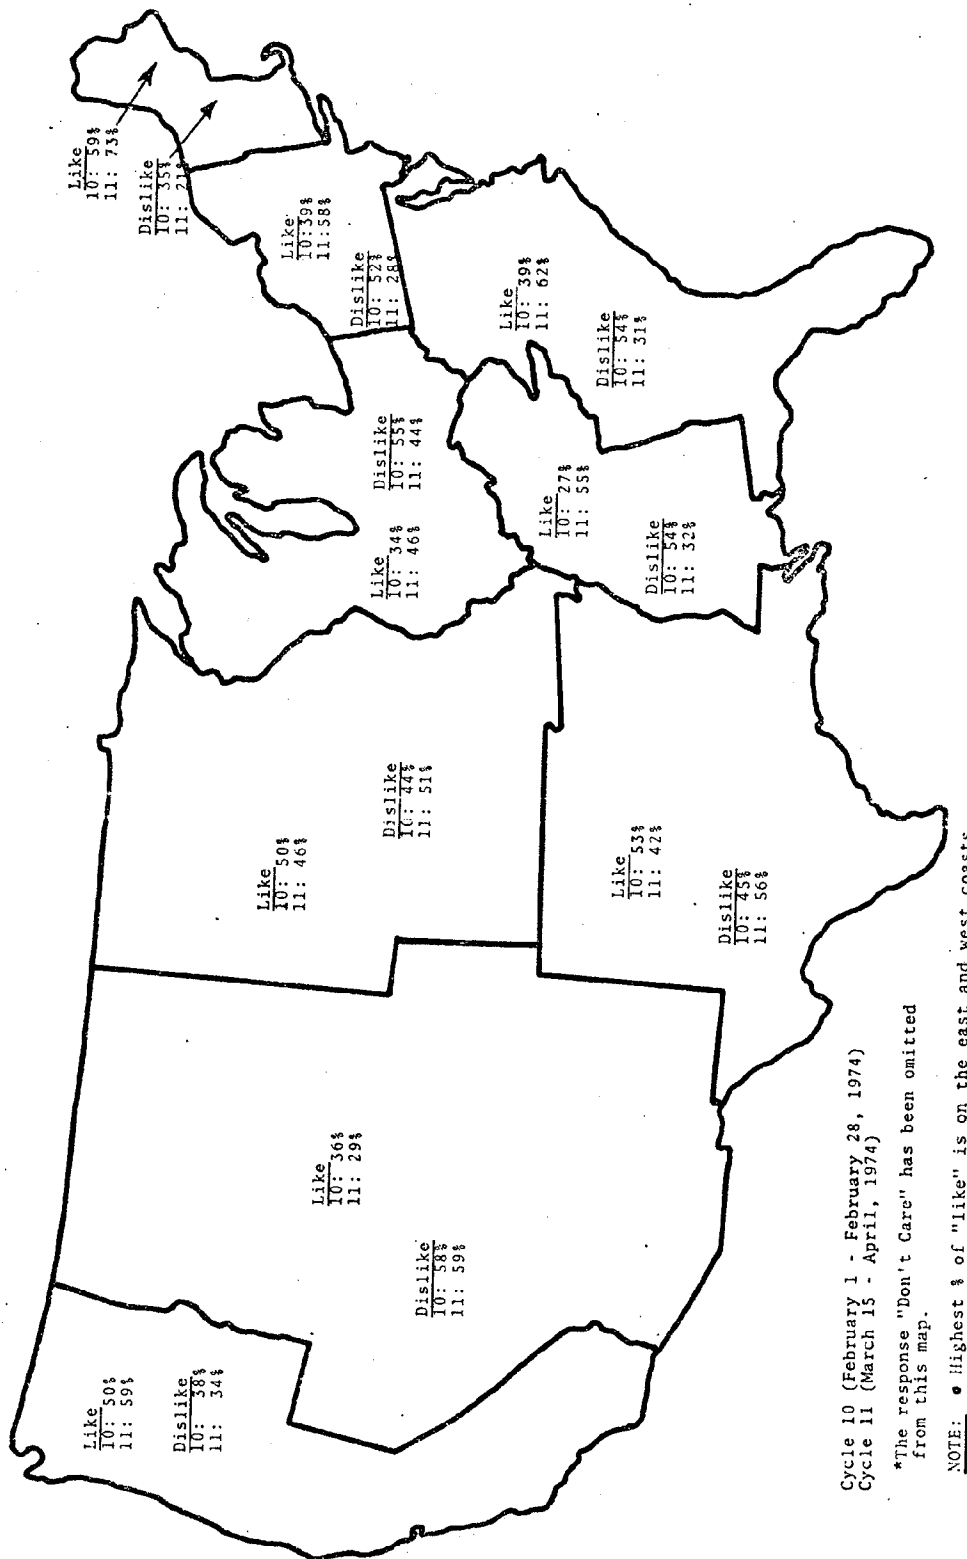 Like
10: 50%
11: 59%
Dislike
10: 38%
11: 34%
Like
10: 36%
11: 29%
Dislike
10: 58%
11: 59%
Like
10: 50%
11: 46%
Dislike
10: 44%
11: 51%
Like
10: 53%
11: 42%
Dislike
10: 45%
11: 56%
Like
10: 34%
11: 46%
Dislike
10: 55%
11: 44%
Like
10: 27%
11: 55%
Dislike
10: 54%
11: 32%
Like
10: 39%
11: 62%
Dislike
10: 54%
11: 31%
Like
10:39%
11:58%
Dislike
10: 52%
11: 28%
Like
10: 59%
11: 73%
Dislike
10: 35%
11: 21%
Cycle 10 (February 1 - February 28, 1974)
Cycle 11 (March 15 - April, 1974)
*The response "Don't Care" has been omitted
from this map.
NOTE: • Highest % of "like" is on the east and west coasts